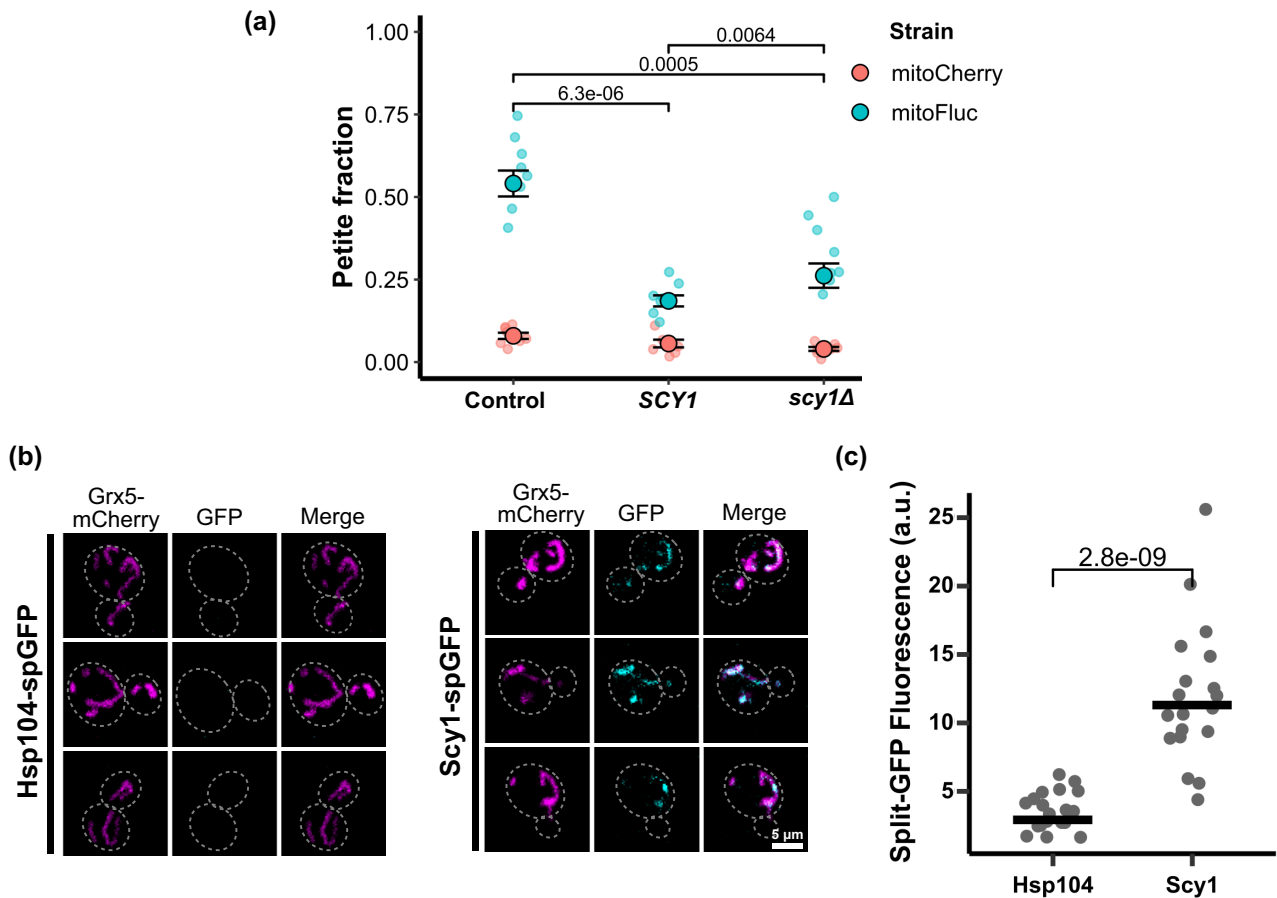 (a)
Petite fraction
1.00
0.75
0.50
0.25
0.00
0.0064
0.0005
6.3e-06
Control
SCY1
scy1Δ
Strain
mitoCherry
mitoFluc
(b)
Hsp104-spGFP
Grx5-
mCherry
GFP
Merge
Scy1-spGFP
Grx5-
mCherry
GFP
Merge
5 µm
(c)
Split-GFP Fluorescence (a.u.)
25
20
15
10
5
2.8e-09
Hsp104
Scy1